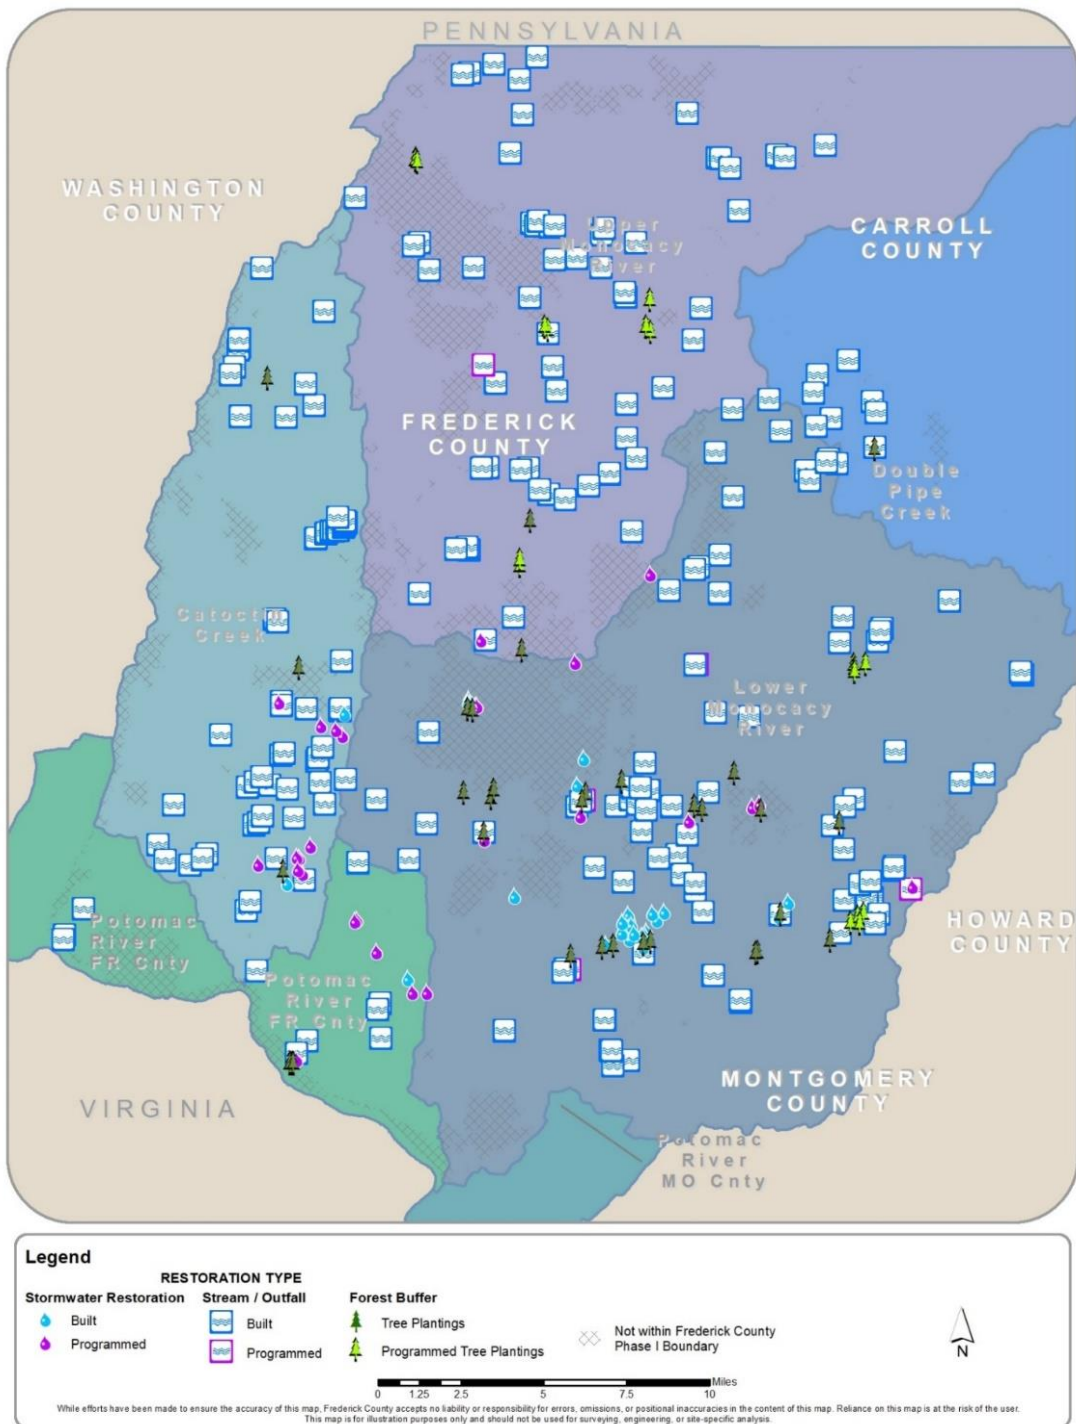 PENNSYLVANIA
WASHINGTON
COUNTY
CARROLL
COUNTY
Upper
Monocacy
River
FREDERICK
COUNTY
Double
Pipe
Creek
Catoctin
Creek
Lower
Monocacy
River
HOWARD
COUNTY
Potomac
River
FR Cnty
Potomac
River
FR Cnty
MONTGOMERY
COUNTY
VIRGINIA
Potomac
River
MO Cnty
Legend
RESTORATION TYPE
Stormwater Restoration
Built
Programmed
Stream / Outfall
Built
Programmed
Forest Buffer
Tree Plantings
Programmed Tree Plantings
Not within Frederick County
Phase I Boundary
N
Miles
0 1.25 2.5 5 7.5 10
While efforts have been made to ensure the accuracy of this map, Frederick County accepts no liability or responsibility for errors, omissions, or positional inaccuracies in the content of this map. Reliance on this map is at the risk of the user.
This map is for illustration purposes only and should not be used for surveying, engineering, or site-specific analysis.